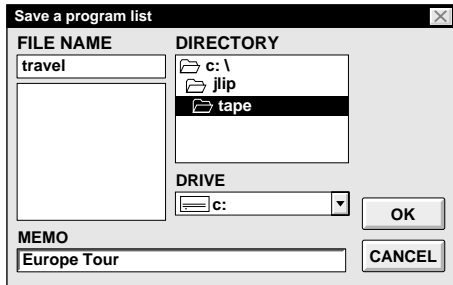 Save a program list
FILE NAME
DIRECTORY
travel
c: \
jlip
tape
DRIVE
c:
OK
MEMO
Europe Tour
CANCEL